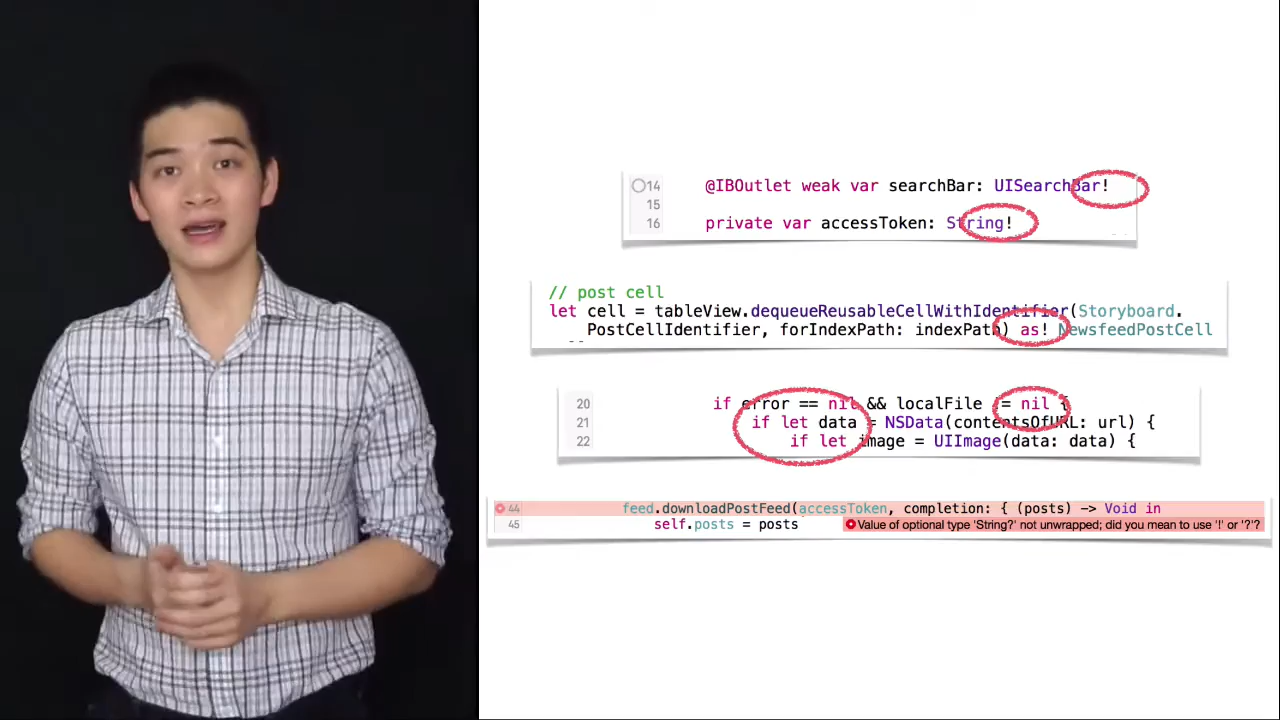 14 @IBOutlet weak var searchBar: UISearchBar!
15
16 private var accessToken: String!
// post cell
let cell = tableView.dequeueReusableCellWithIdentifier(Storyboard.
PostCellIdentifier, forIndexPath: indexPath) as! NewsfeedPostCell
20 if error == nil && localFile != nil {
21 if let data = NSData(contentsOfURL: url) {
22 if let image = UIImage(data: data) {
44 feed.downloadPostFeed(accessToken, completion: { (posts) -> Void in
45 self.posts = posts Value of optional type 'String?' not unwrapped; did you mean to use '!' or '?'?